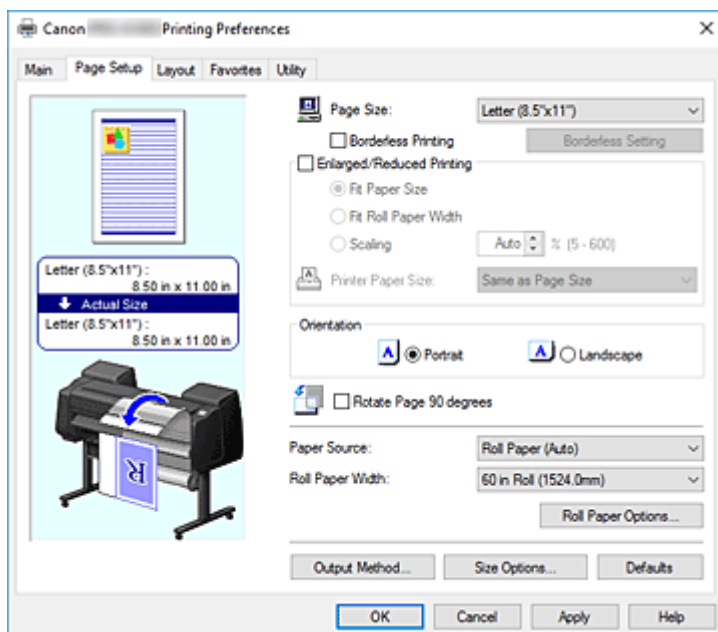 Canon Printing Preferences
Main Page Setup Layout Favorites Utility
Page Size: Letter (8.5"x11")
Borderless Printing Borderless Setting
Enlarged/Reduced Printing
Fit Paper Size
Fit Roll Paper Width
Scaling Auto % (5 - 600)
Printer Paper Size: Same as Page Size
Letter (8.5"x11") :
8.50 in x 11.00 in
Actual Size
Letter (8.5"x11") :
8.50 in x 11.00 in
Orientation
A Portrait A Landscape
Rotate Page 90 degrees
R
Paper Source: Roll Paper (Auto)
Roll Paper Width: 60 in Roll (1524.0mm)
Roll Paper Options...
Output Method... Size Options... Defaults
OK Cancel Apply Help